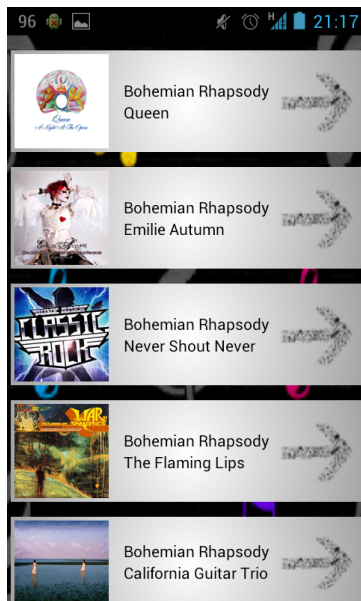 96
H
21:17
Bohemian Rhapsody
Queen
Queen
A Night At The Opera
Bohemian Rhapsody
Emilie Autumn
Bohemian Rhapsody
Never Shout Never
CLASSIC
ROCK
Bohemian Rhapsody
The Flaming Lips
Bohemian Rhapsody
California Guitar Trio